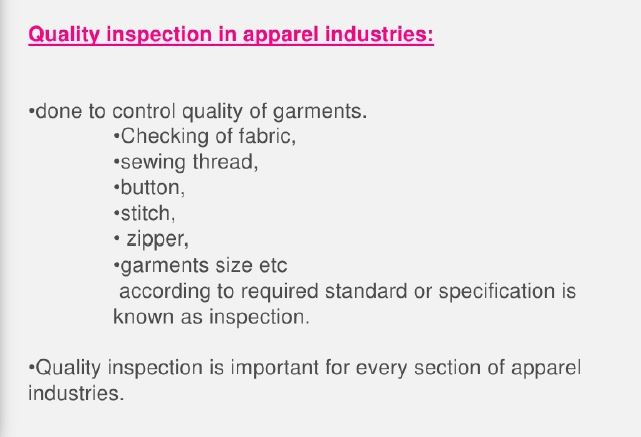 Quality inspection in apparel industries:
•done to control quality of garments.
•Checking of fabric,
•sewing thread,
•button,
•stitch,
• zipper,
•garments size etc
according to required standard or specification is
known as inspection.
•Quality inspection is important for every section of apparel
industries.